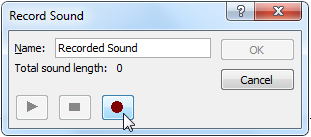 Record Sound
Name: Recorded Sound
OK
Total sound length: 0
Cancel